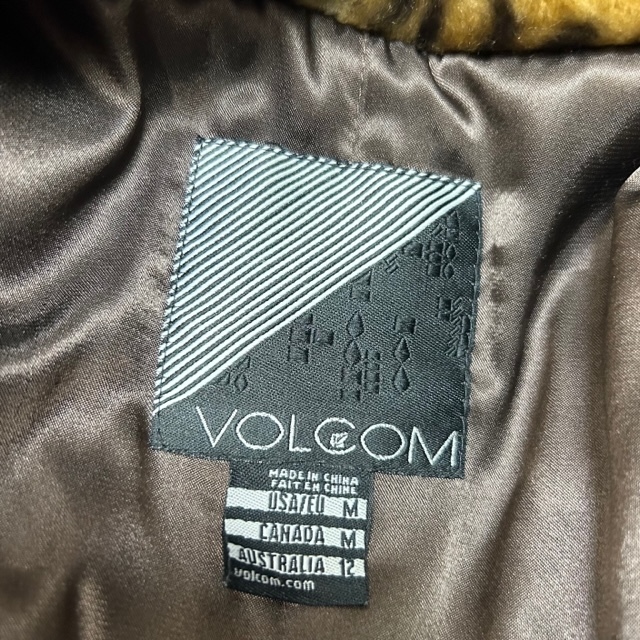 VOLCOM
MADE IN CHINA
FAIT EN CHINE
USA/EU M
CANADA M
AUSTRALIA 12
volcom.com